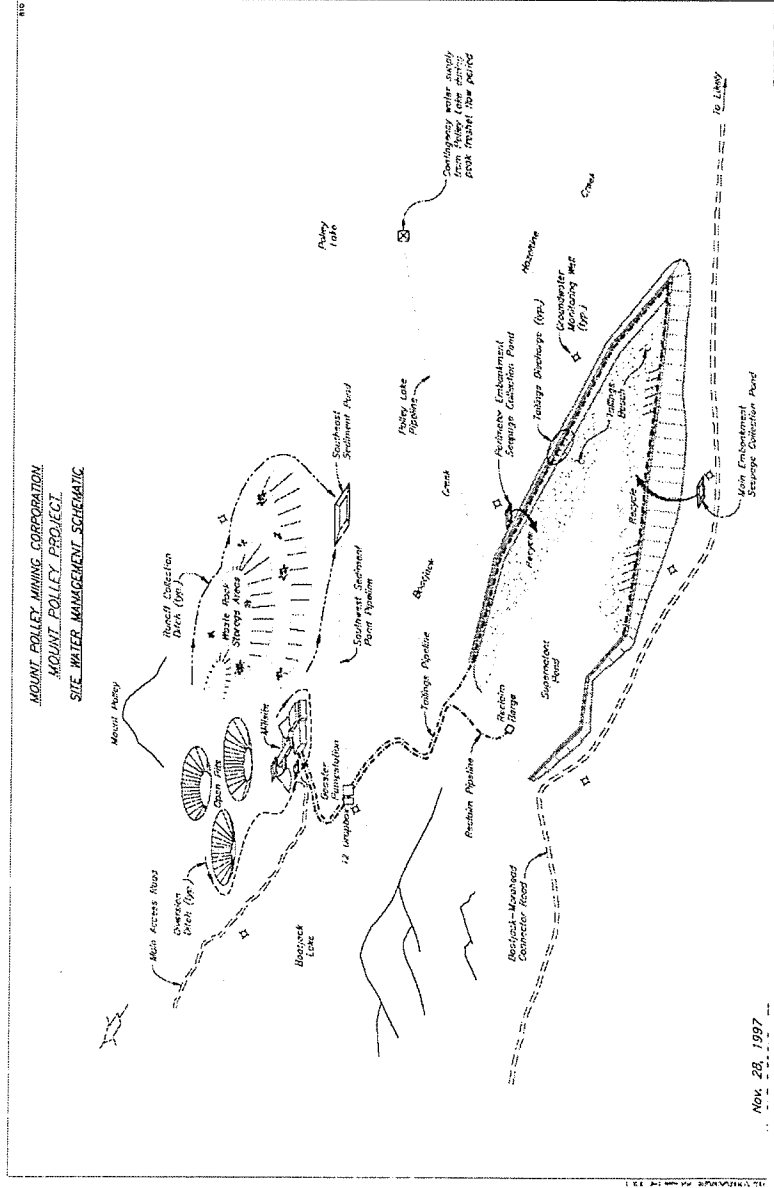 MOUNT POLLEY MINING CORPORATION
MOUNT POLLEY PROJECT
SITE WATER MANAGEMENT SCHEMATIC
Mount Polley
Runoff Collection
Ditch (typ.)
Waste Rock
Storage Areas
Southeast
Sediment Pond
Southwest Sediment
Pond Pipeline
Open Pits
Millsite
Main Access Road
Diversion
Ditch (typ.)
Bootjack
Lake
Booster
Pumpstation
T2 Dropbox
Polley
Lake
Polley Lake
Pipeline
Contingency water supply
from Polley Lake during
peak freshet flow period
Hazeltine
Creek
Bootjack
Creek
Tailings Pipeline
Reclaim Pipeline
Reclaim
Barge
Perimeter Embankment
Seepage Collection Pond
Tailings Discharge (typ.)
Groundwater
Monitoring Well
(typ.)
Tailings
Beach
Recycle
Recycle
Supernatant
Pond
Bootjack-Morehead
Connector Road
Main Embankment
Seepage Collection Pond
To Likely
Nov. 28, 1997